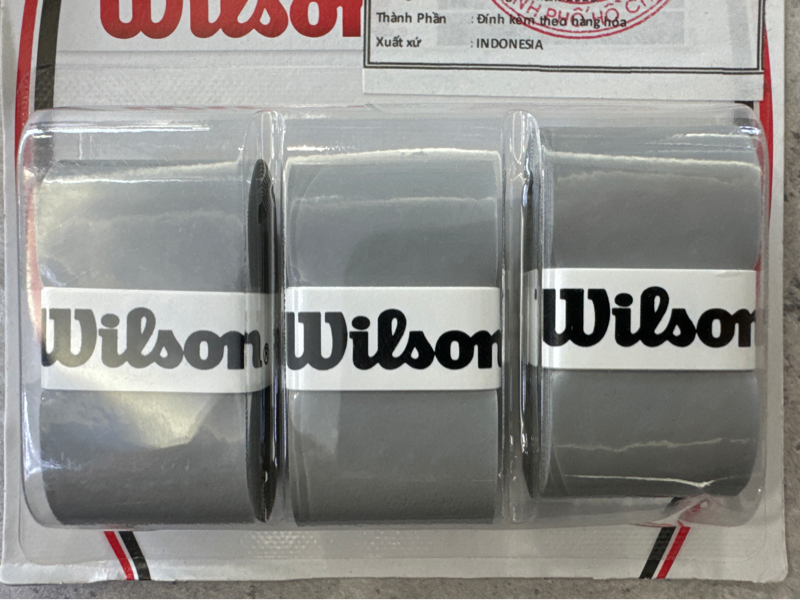 Wilson
Thành Phần : Đính kèm theo hàng hóa
Xuất xứ : INDONESIA
Wilson®
Wilson
Wilson